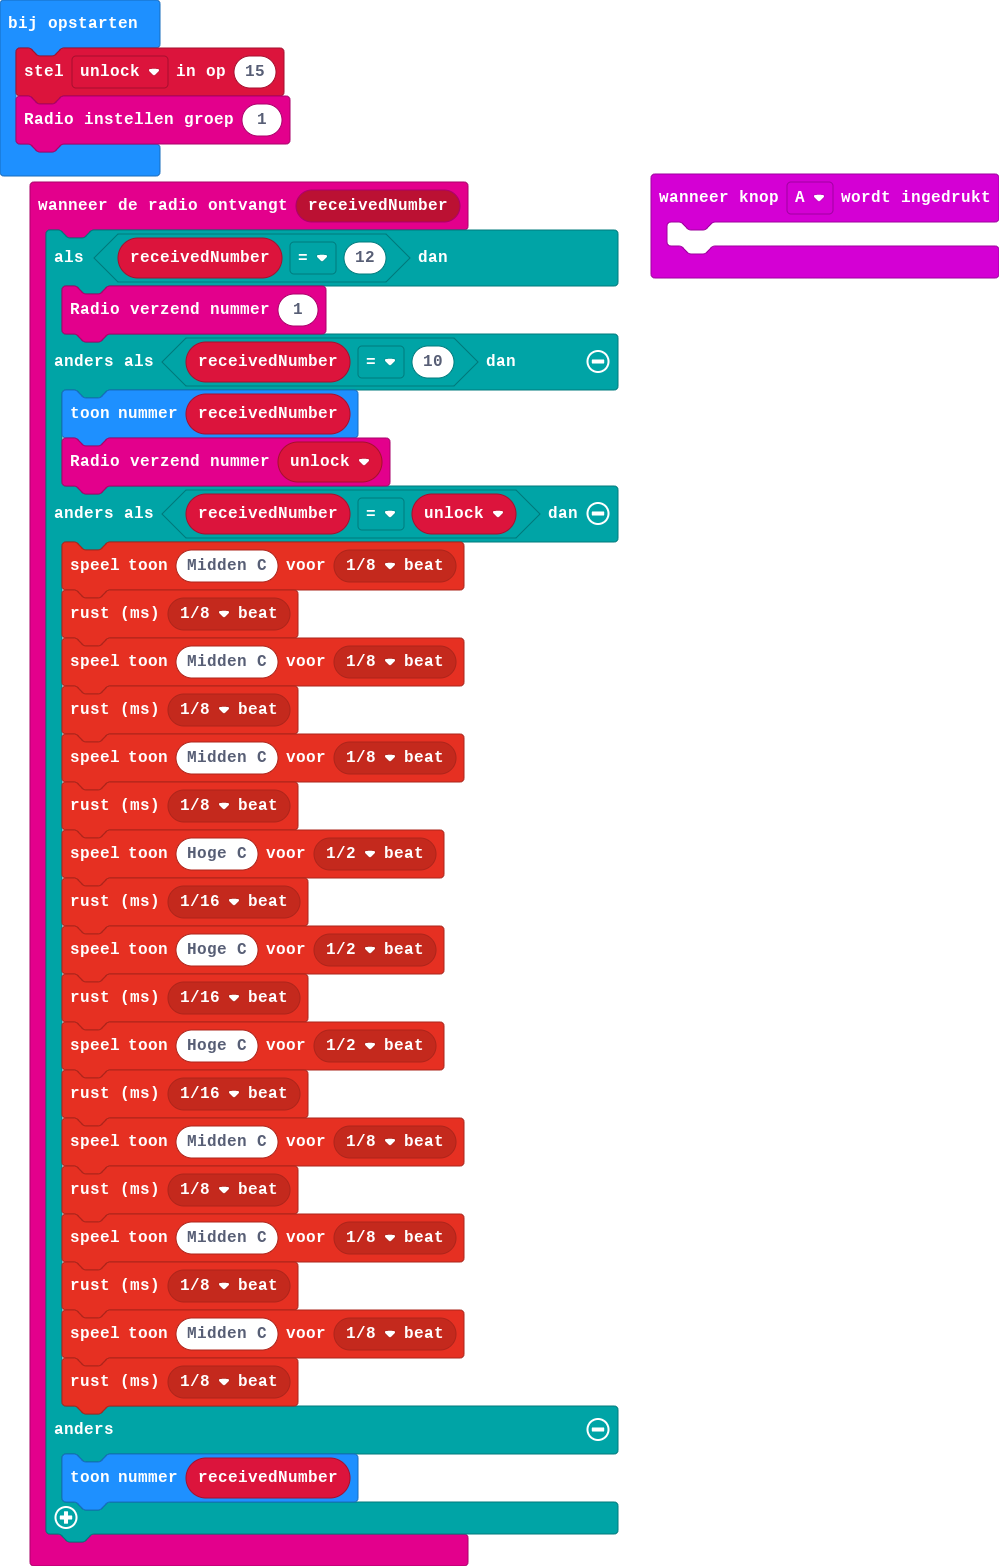 bij opstarten
stel unlock in op 15
Radio instellen groep 1
wanneer knop A wordt ingedrukt
wanneer de radio ontvangt receivedNumber
als receivedNumber = 12 dan
Radio verzend nummer 1
anders als receivedNumber = 10 dan
toon nummer receivedNumber
Radio verzend nummer unlock
anders als receivedNumber = unlock dan
speel toon Midden C voor 1/8 beat
rust (ms) 1/8 beat
speel toon Midden C voor 1/8 beat
rust (ms) 1/8 beat
speel toon Midden C voor 1/8 beat
rust (ms) 1/8 beat
speel toon Hoge C voor 1/2 beat
rust (ms) 1/16 beat
speel toon Hoge C voor 1/2 beat
rust (ms) 1/16 beat
speel toon Hoge C voor 1/2 beat
rust (ms) 1/16 beat
speel toon Midden C voor 1/8 beat
rust (ms) 1/8 beat
speel toon Midden C voor 1/8 beat
rust (ms) 1/8 beat
speel toon Midden C voor 1/8 beat
rust (ms) 1/8 beat
anders
toon nummer receivedNumber